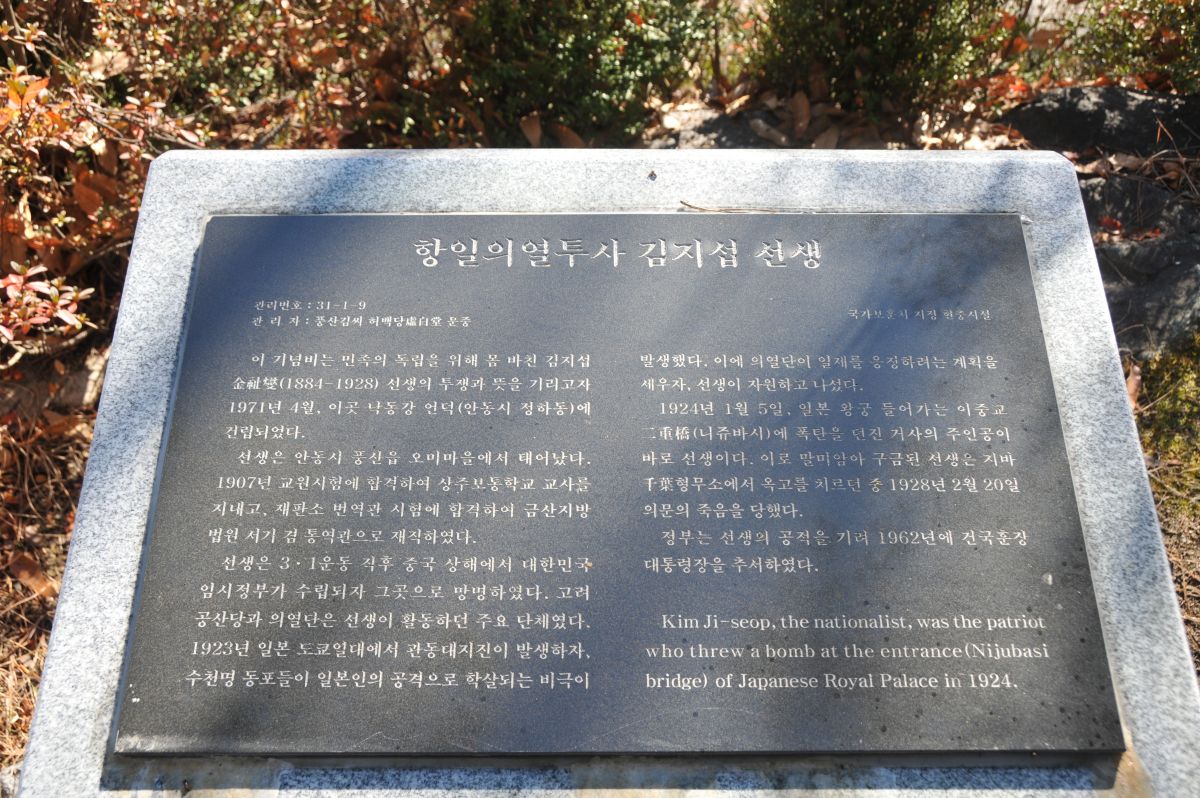 항일의열투사 김지섭 선생
관리번호 : 31-1-9
관 리 자 : 풍산김씨 허백당虛白堂 문중
국가보훈처 지정 현충시설
이 기념비는 민족의 독립을 위해 몸 바친 김지섭
金祉燮(1884-1928) 선생의 투쟁과 뜻을 기리고자
1971년 4월, 이곳 낙동강 언덕(안동시 정하동)에
건립되었다.
선생은 안동시 풍산읍 오미마을에서 태어났다.
1907년 교원시험에 합격하여 상주보통학교 교사를
지내고, 재판소 번역관 시험에 합격하여 금산지방
법원 서기 겸 통역관으로 재직하였다.
선생은 3·1운동 직후 중국 상해에서 대한민국
임시정부가 수립되자 그곳으로 망명하였다. 고려
공산당과 의열단은 선생이 활동하던 주요 단체였다.
1923년 일본 도쿄일대에서 관동대지진이 발생하자,
수천명 동포들이 일본인의 공격으로 학살되는 비극이
발생했다. 이에 의열단이 일제를 응징하려는 계획을
세우자, 선생이 자원하고 나섰다.
1924년 1월 5일, 일본 왕궁 들어가는 이중교
二重橋(니쥬바시)에 폭탄을 던진 거사의 주인공이
바로 선생이다. 이로 말미암아 구금된 선생은 지바
千葉형무소에서 옥고를 치르던 중 1928년 2월 20일
의문의 죽음을 당했다.
정부는 선생의 공적을 기려 1962년에 건국훈장
대통령장을 추서하였다.
Kim Ji-seop, the nationalist, was the patriot
who threw a bomb at the entrance(Nijubasi
bridge) of Japanese Royal Palace in 1924.